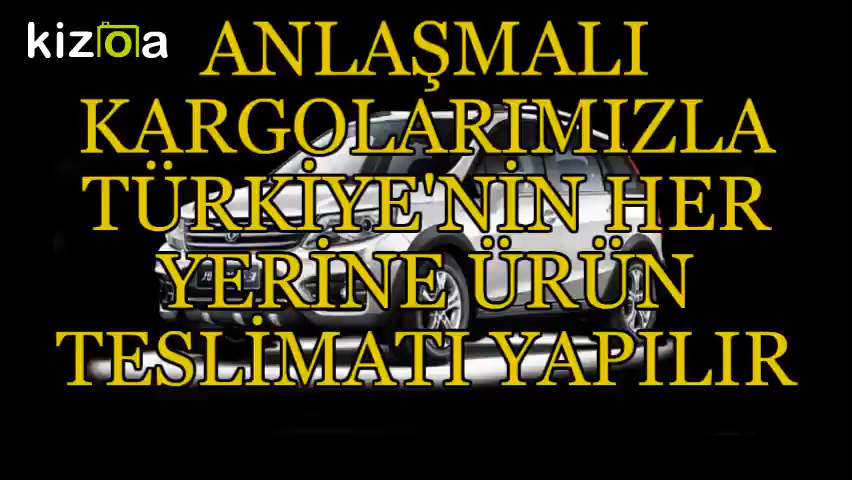 kizoa
ANLAŞMALI
KARGOLARIMIZLA
TÜRKİYE'NİN HER
YERİNE ÜRÜN
TESLİMATI YAPILIR